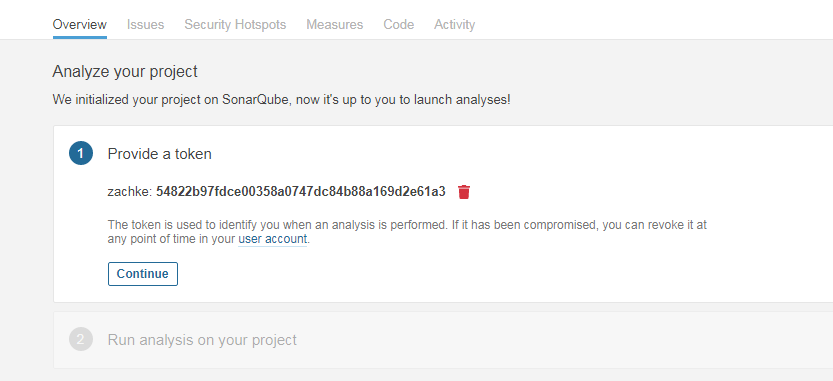 Overview Issues Security Hotspots Measures Code Activity
Analyze your project
We initialized your project on SonarQube, now it's up to you to launch analyses!
1 Provide a token
zachke: 54822b97fdce00358a0747dc84b88a169d2e61a3
The token is used to identify you when an analysis is performed. If it has been compromised, you can revoke it at
any point of time in your user account.
Continue
2 Run analysis on your project